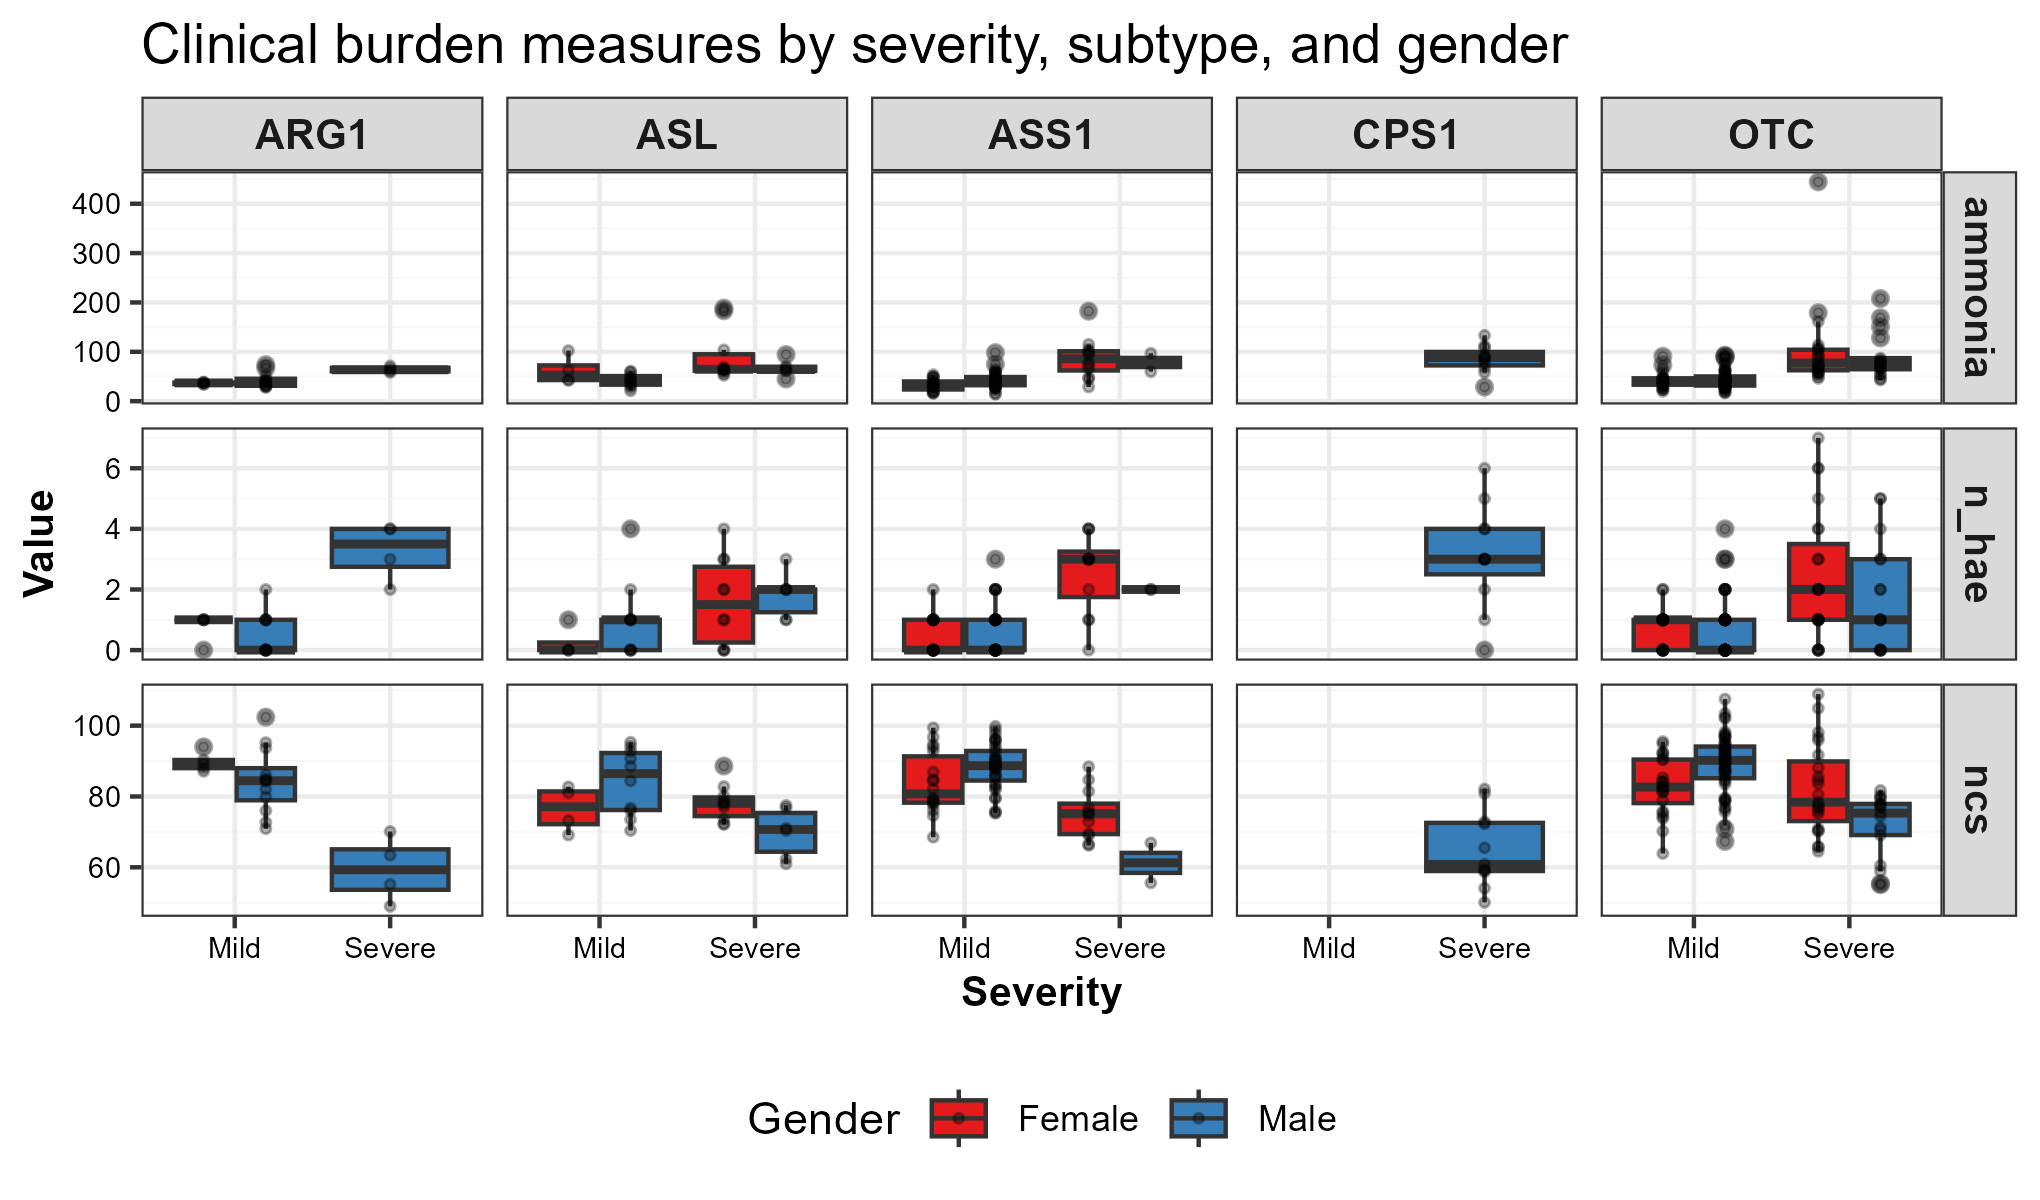 Clinical burden measures by severity, subtype, and gender
ARG1 ASL ASS1 CPS1 OTC
400
300
200
100
0
ammonia
6
4
2
0
n_hae
100
80
60
ncs
Value
Mild Severe Mild Severe Mild Severe Mild Severe Mild Severe
Severity
Gender Female Male